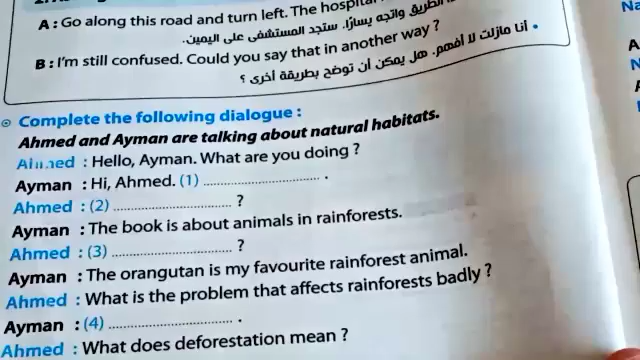 A : Go along this road and turn left. The hospital
الطريق واتجه يسارًا. ستجد المستشفى على اليمين.
B : I'm still confused. Could you say that in another way ?
• أنا مازلت لا أفهم. هل يمكن أن توضح بطريقة أخرى ؟
Complete the following dialogue :
Ahmed and Ayman are talking about natural habitats.
Ahmed : Hello, Ayman. What are you doing ?
Ayman : Hi, Ahmed. (1) .............................. .
Ahmed : (2) .............................. ?
Ayman : The book is about animals in rainforests.
Ahmed : (3) .............................. ?
Ayman : The orangutan is my favourite rainforest animal.
Ahmed : What is the problem that affects rainforests badly ?
Ayman : (4) .............................. .
Ahmed : What does deforestation mean ?
Na
A
N